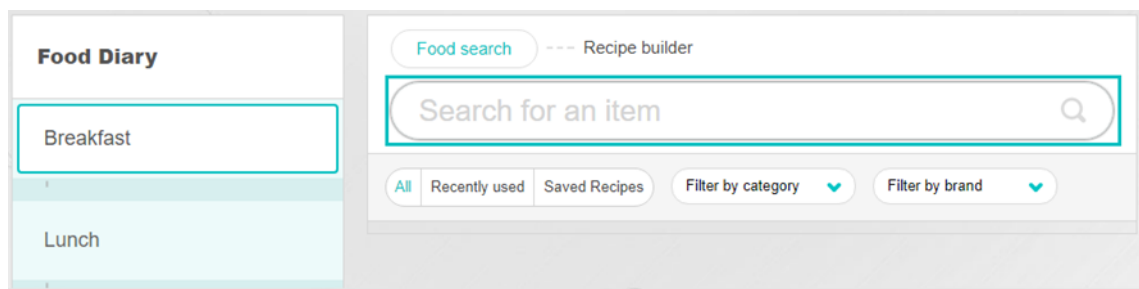 Food Diary
Breakfast
Lunch
Food search --- Recipe builder
Search for an item
All Recently used Saved Recipes Filter by category Filter by brand